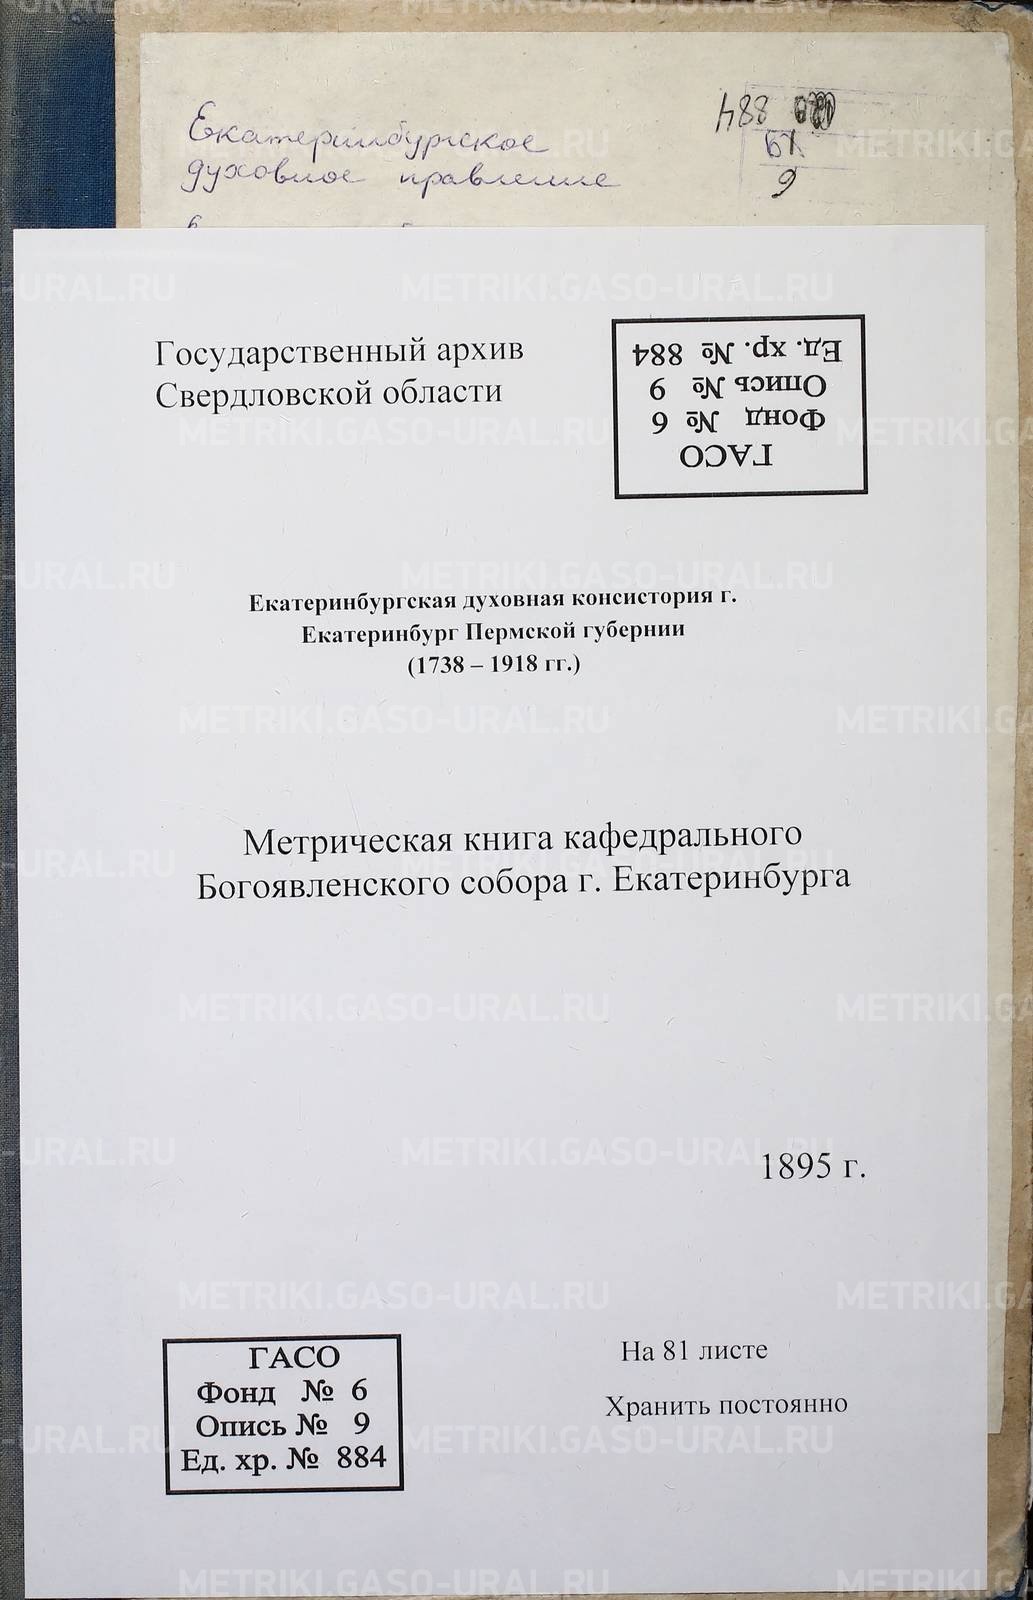 Екатеринбургское
духовное правление
884
9
6
Государственный архив
Свердловской области
ГАСО
Фонд № 6
Опись № 9
Ед. хр. № 884
Екатеринбургская духовная консистория г.
Екатеринбург Пермской губернии
(1738 – 1918 гг.)
Метрическая книга кафедрального
Богоявленского собора г. Екатеринбурга
1895 г.
На 81 листе
Хранить постоянно
ГАСО
Фонд № 6
Опись № 9
Ед. хр. № 884
METRIKI.GASO-URAL.RU